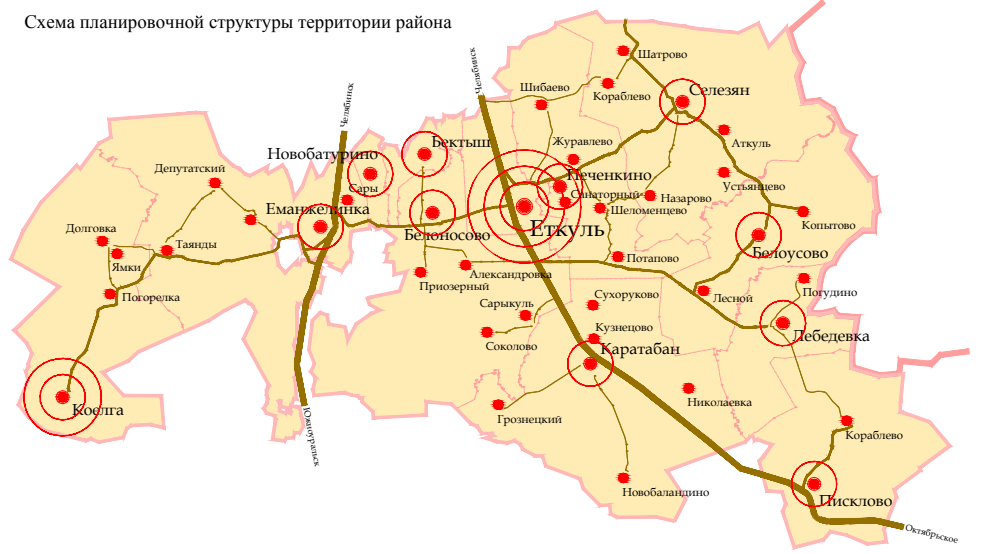 Схема планировочной структуры территории района
Шатрово
Челябинск
Шибаево
Кораблево
Селезян
Челябинск
Журавлево
Бектыш
Аткуль
Новобатурино
Депутатский
Печенкино
Сары
Санаторный
Назарово
Устьянцево
Еманжелинка
Шеломенцево
Долговка
Белоносово
Еткуль
Копытово
Таянды
Белоусово
Ямки
Александровка
Потапово
Приозерный
Погорелка
Сухоруково
Лесной
Погудино
Сарыкуль
Кузнецово
Соколово
Каратабан
Лебедевка
Коелга
Николаевка
Грознецкий
Южноуральск
Кораблево
Новобаландино
Писклово
Октябрьское